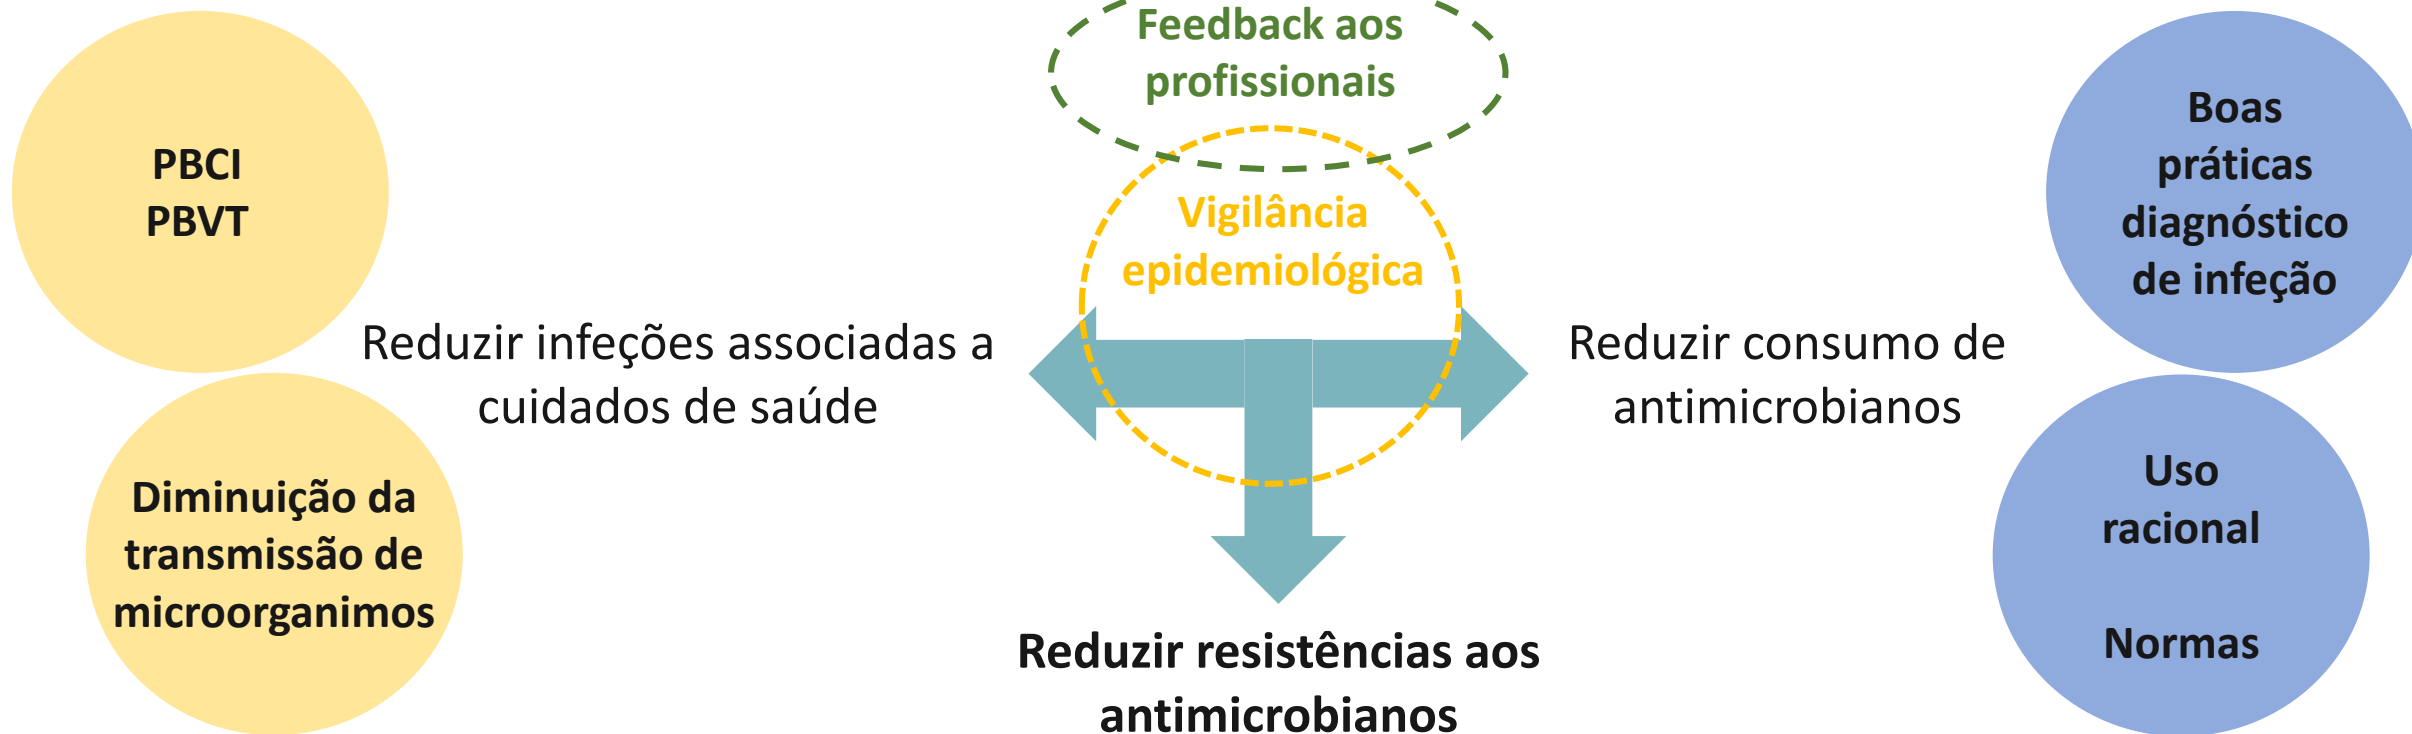 PBCI
PBVT
Diminuição da
transmissão de
microorganimos
Reduzir infeções associadas a
cuidados de saúde
Feedback aos
profissionais
Vigilância
epidemiológica
Reduzir resistências aos
antimicrobianos
Reduzir consumo de
antimicrobianos
Boas
práticas
diagnóstico
de infeção
Uso
racional
Normas